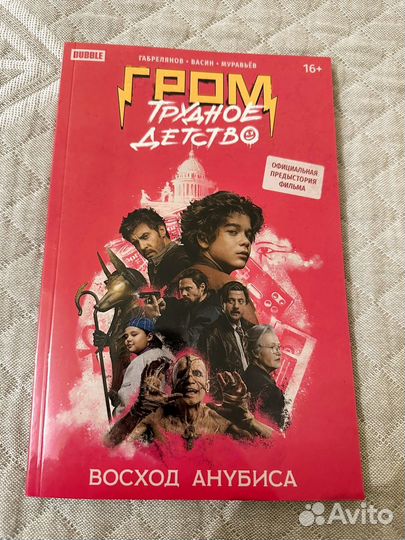 BUBBLE
ГАБРЕЛЯНОВ • ВАСИН • МУРАВЬЁВ
16+
ГРОМ
ТРУДНОЕ
ДЕТСТВО
ОФИЦИАЛЬНАЯ
ПРЕДЫСТОРИЯ
ФИЛЬМА
ВОСХОД АНУБИСА
Avito